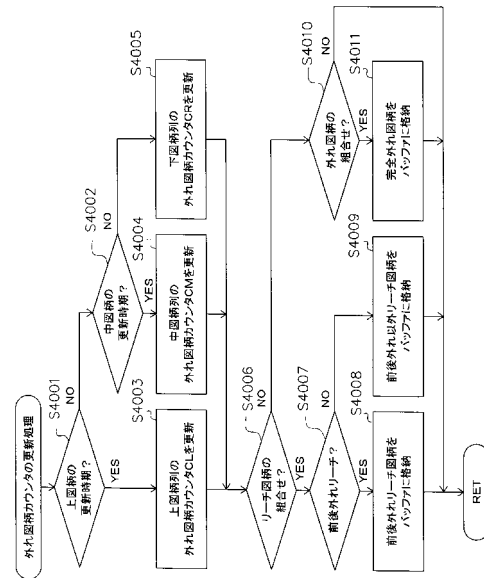 外れ図柄カウンタの更新処理
S4001
上図柄の
更新時期?
NO
YES
S4002
中図柄の
更新時期?
NO
YES
S4003
上図柄列の
外れ図柄カウンタCLを更新
S4004
中図柄列の
外れ図柄カウンタCMを更新
S4005
下図柄列の
外れ図柄カウンタCRを更新
S4006
リーチ図柄の
組合せ?
NO
YES
S4007
前後外れリーチ?
NO
YES
S4010
外れ図柄の
組合せ?
NO
YES
S4008
前後外れリーチ図柄を
バッファに格納
S4009
前後外れ以外リーチ図柄を
バッファに格納
S4011
完全外れ図柄を
バッファに格納
RET